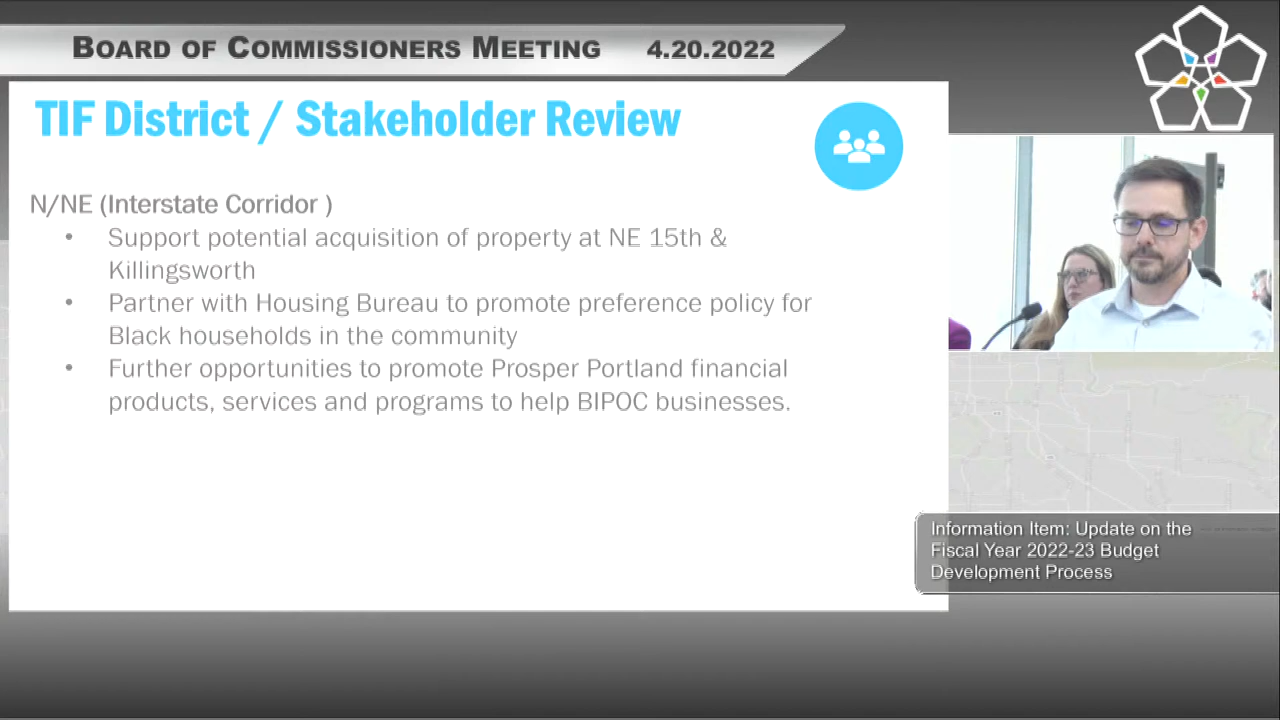 BOARD OF COMMISSIONERS MEETING 4.20.2022
TIF District / Stakeholder Review
N/NE (Interstate Corridor )
• Support potential acquisition of property at NE 15th &
Killingsworth
• Partner with Housing Bureau to promote preference policy for
Black households in the community
• Further opportunities to promote Prosper Portland financial
products, services and programs to help BIPOC businesses.
Information Item: Update on the
Fiscal Year 2022-23 Budget
Development Process